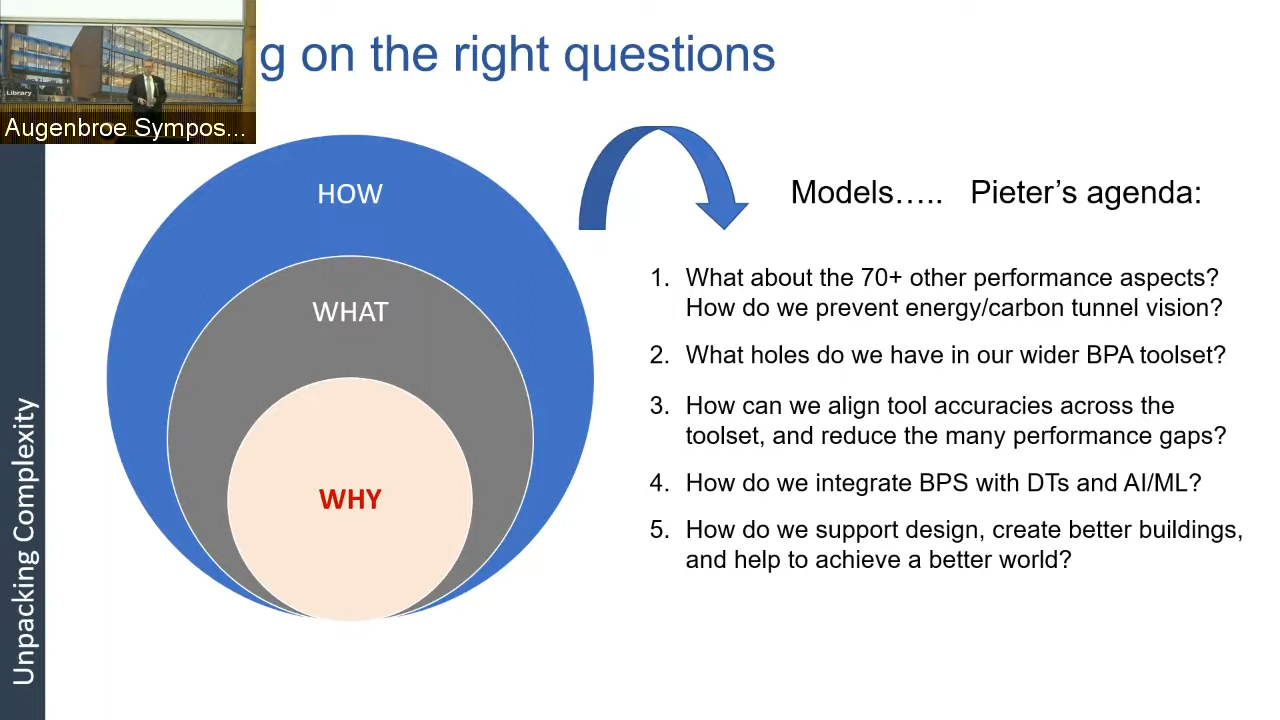 g on the right questions
Library
Augenbroe Sympos...
HOW
WHAT
WHY
Models….. Pieter’s agenda:
1. What about the 70+ other performance aspects?
How do we prevent energy/carbon tunnel vision?
2. What holes do we have in our wider BPA toolset?
3. How can we align tool accuracies across the
toolset, and reduce the many performance gaps?
4. How do we integrate BPS with DTs and AI/ML?
5. How do we support design, create better buildings,
and help to achieve a better world?
Unpacking Complexity